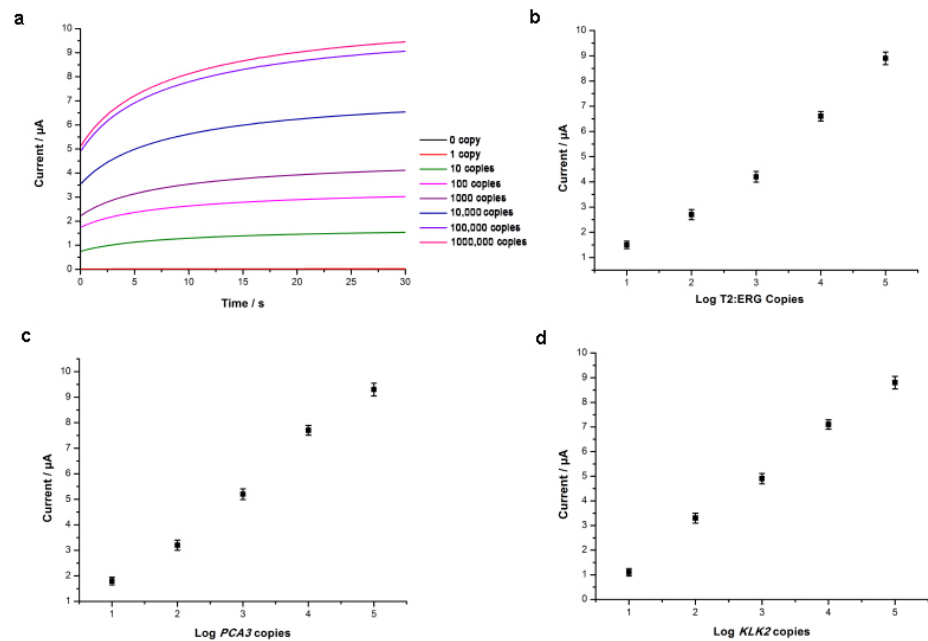 a
10
9
8
7
6
5
4
3
2
1
0
Current / µA
0 5 10 15 20 25 30
Time / s
0 copy
1 copy
10 copies
100 copies
1000 copies
10,000 copies
100,000 copies
1000,000 copies
b
10
9
8
7
6
5
4
3
2
1
0
Current / µA
1 2 3 4 5
Log T2:ERG Copies
c
10
9
8
7
6
5
4
3
2
1
Current / µA
1 2 3 4 5
Log PCA3 copies
d
10
9
8
7
6
5
4
3
2
1
0
Current / µA
1 2 3 4 5
Log KLK2 copies